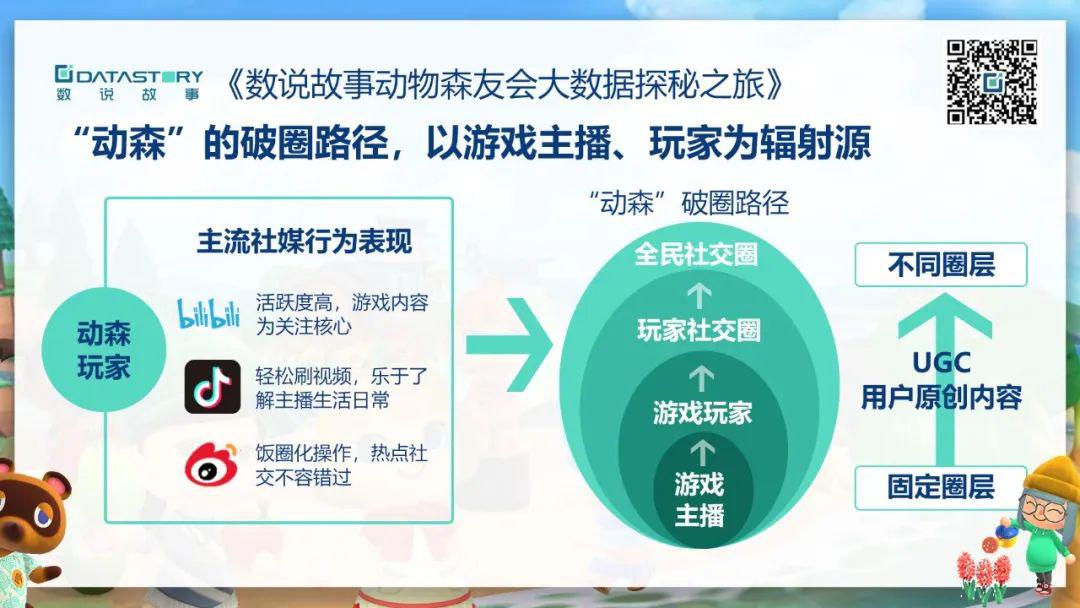 DATASTORY
数说故事
《数说故事动物森友会大数据探秘之旅》
“动森”的破圈路径，以游戏主播、玩家为辐射源
主流社媒行为表现
动森
玩家
bilibili
活跃度高，游戏内容
为关注核心
轻松刷视频，乐于了
解主播生活日常
饭圈化操作，热点社
交不容错过
“动森”破圈路径
全民社交圈
玩家社交圈
游戏玩家
游戏
主播
不同圈层
UGC
用户原创内容
固定圈层